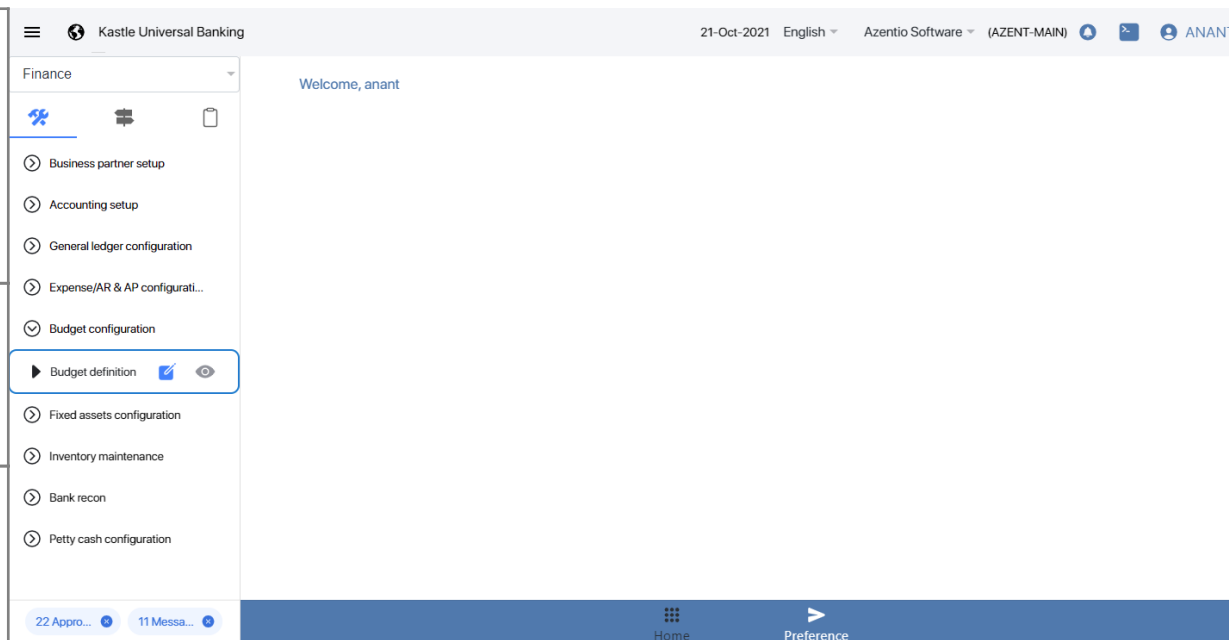 Kastle Universal Banking
21-Oct-2021 English Azentio Software (AZENT-MAIN) ANANT
Finance
Welcome, anant
Business partner setup
Accounting setup
General ledger configuration
Expense/AR & AP configurati...
Budget configuration
Budget definition
Fixed assets configuration
Inventory maintenance
Bank recon
Petty cash configuration
22 Appro... 11 Messa...
Home Preference